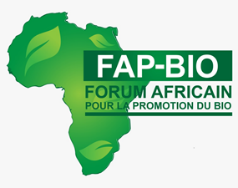 FAP-BIO
FORUM AFRICAIN
POUR LA PROMOTION DU BIO